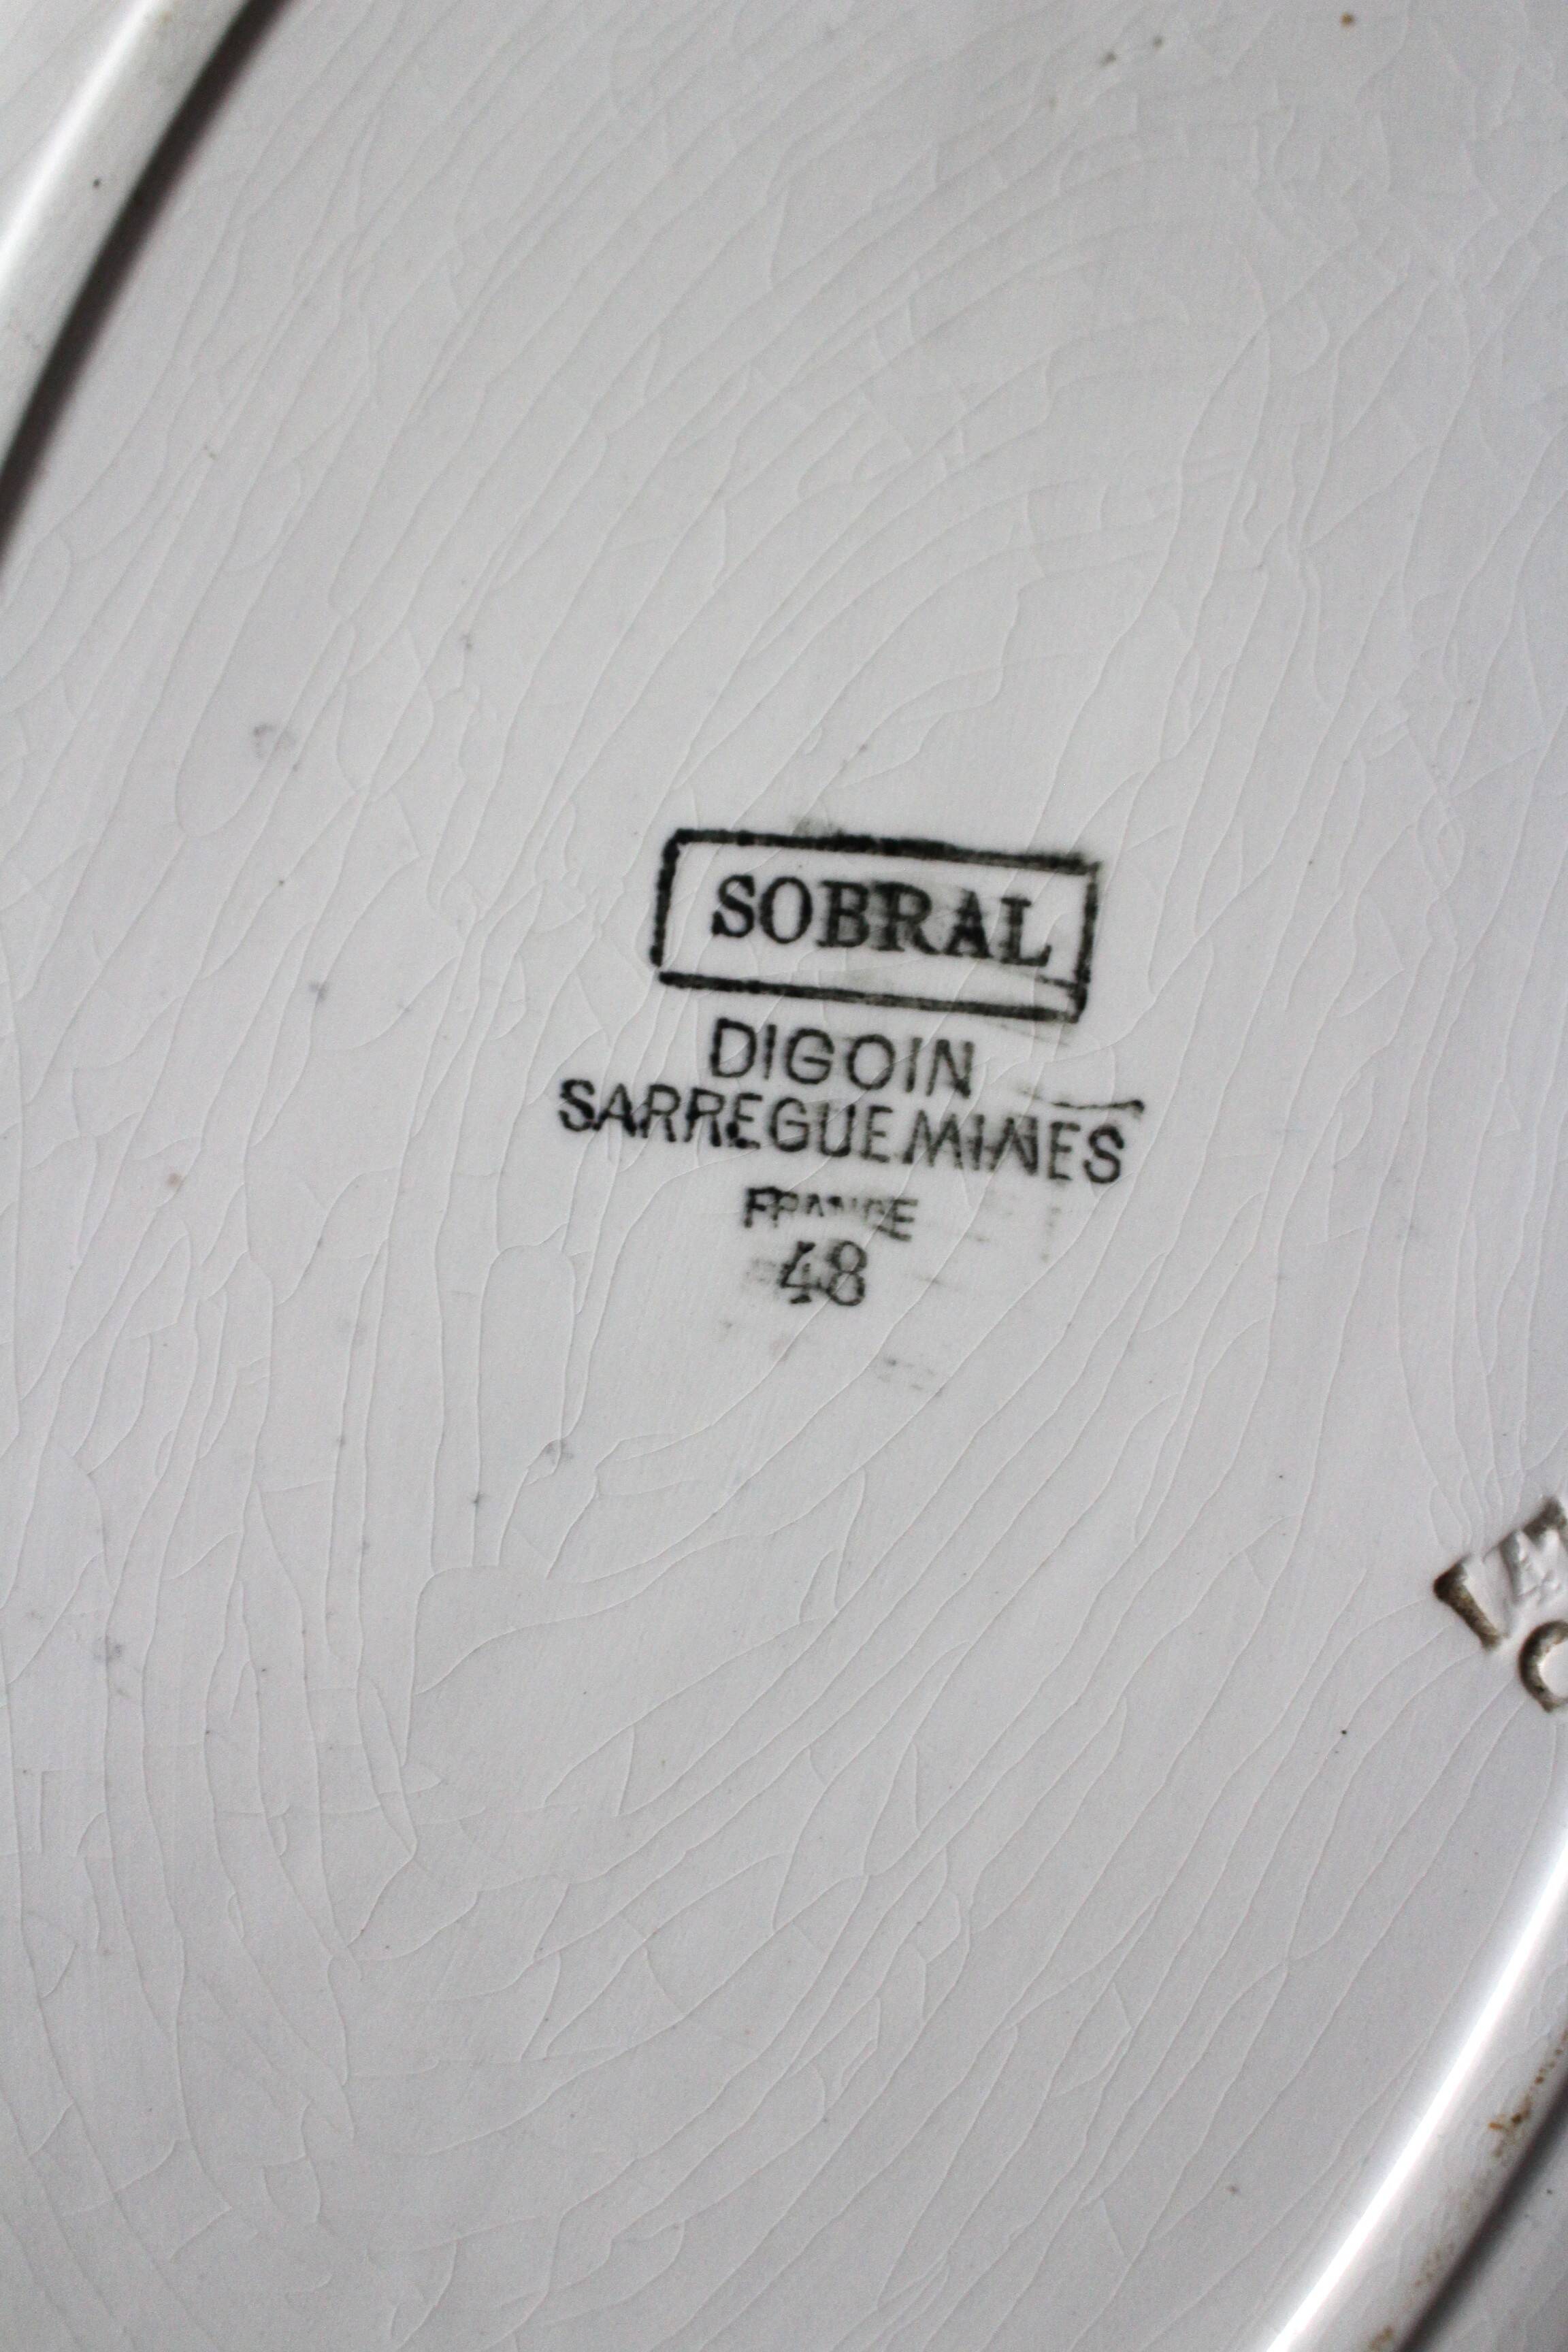 SOBRAL
DIGOIN
SARREGUEMINES
FRANCE
48